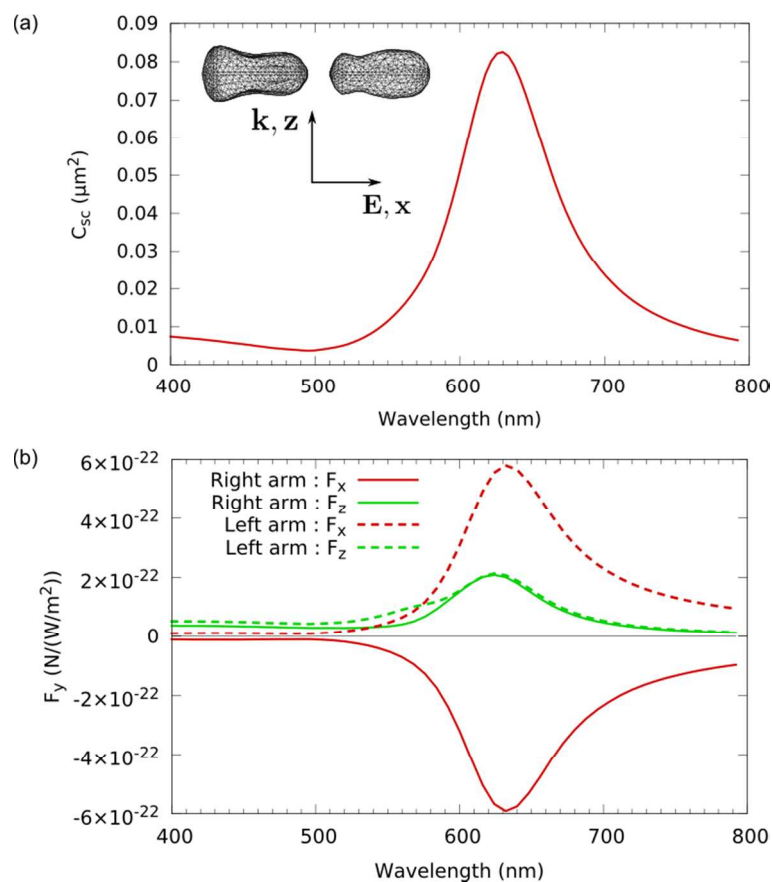 (a)
0.09
0.08
0.07
0.06
0.05
0.04
0.03
0.02
0.01
0
C_sc (µm²)
k, z
E, x
400 500 600 700 800
Wavelength (nm)
(b)
6×10⁻²²
4×10⁻²²
2×10⁻²²
0
-2×10⁻²²
-4×10⁻²²
-6×10⁻²²
F_y (N/(W/m²))
Right arm : F_x
Right arm : F_z
Left arm : F_x
Left arm : F_z
400 500 600 700 800
Wavelength (nm)